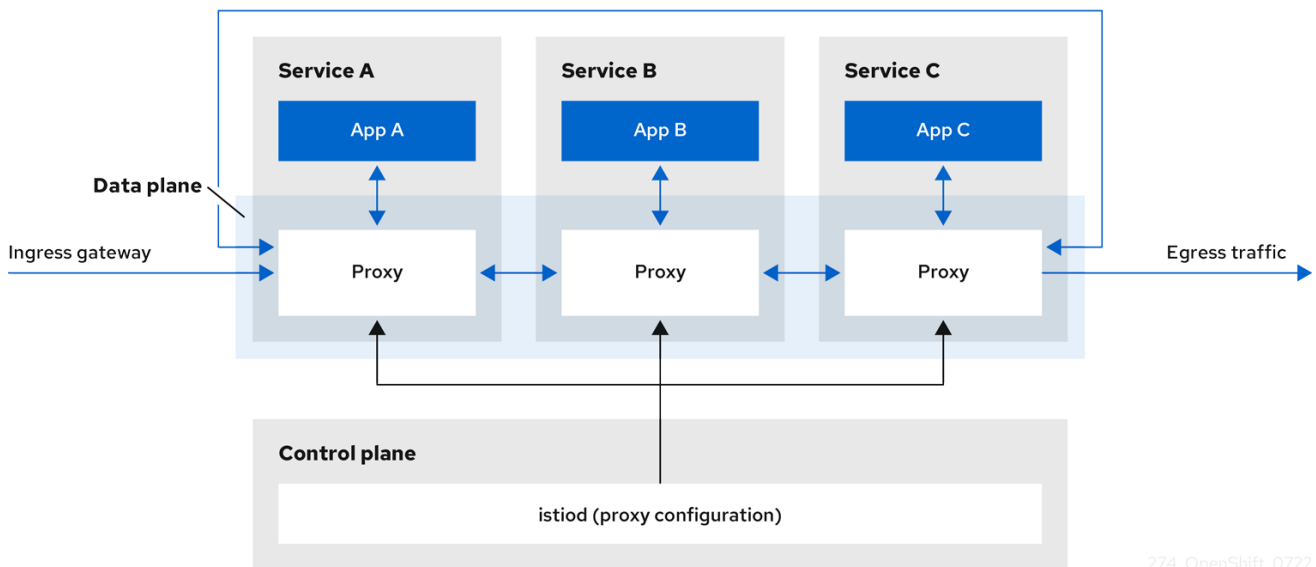 Service A
Service B
Service C
App A
App B
App C
Data plane
Ingress gateway
Proxy
Proxy
Proxy
Egress traffic
Control plane
istiod (proxy configuration)
274_OpenShift_0722